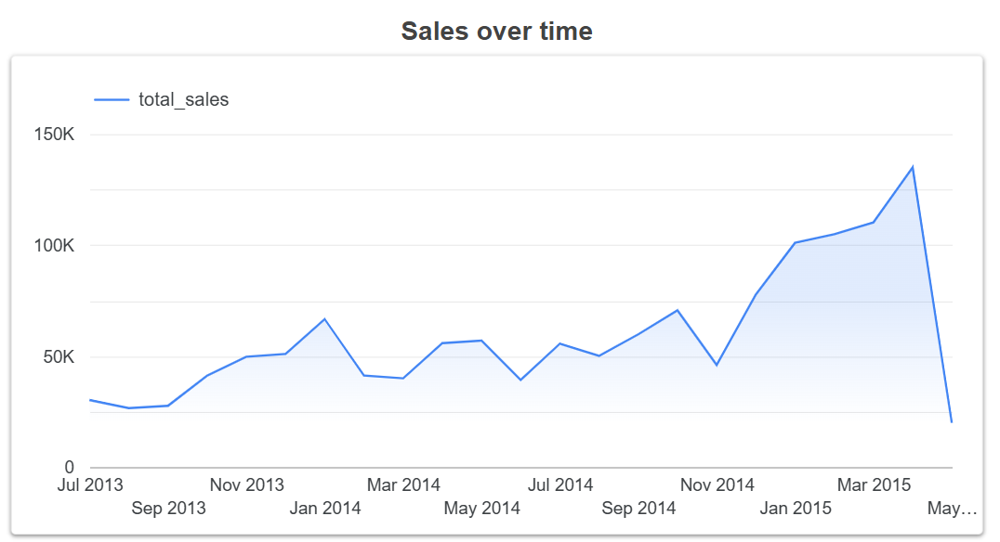 Sales over time
total_sales
150K
100K
50K
0
Jul 2013
Nov 2013
Mar 2014
Jul 2014
Nov 2014
Mar 2015
Sep 2013
Jan 2014
May 2014
Sep 2014
Jan 2015
May…